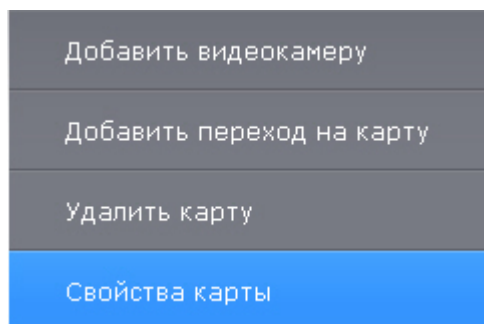 Добавить видеокамеру
Добавить переход на карту
Удалить карту
Свойства карты